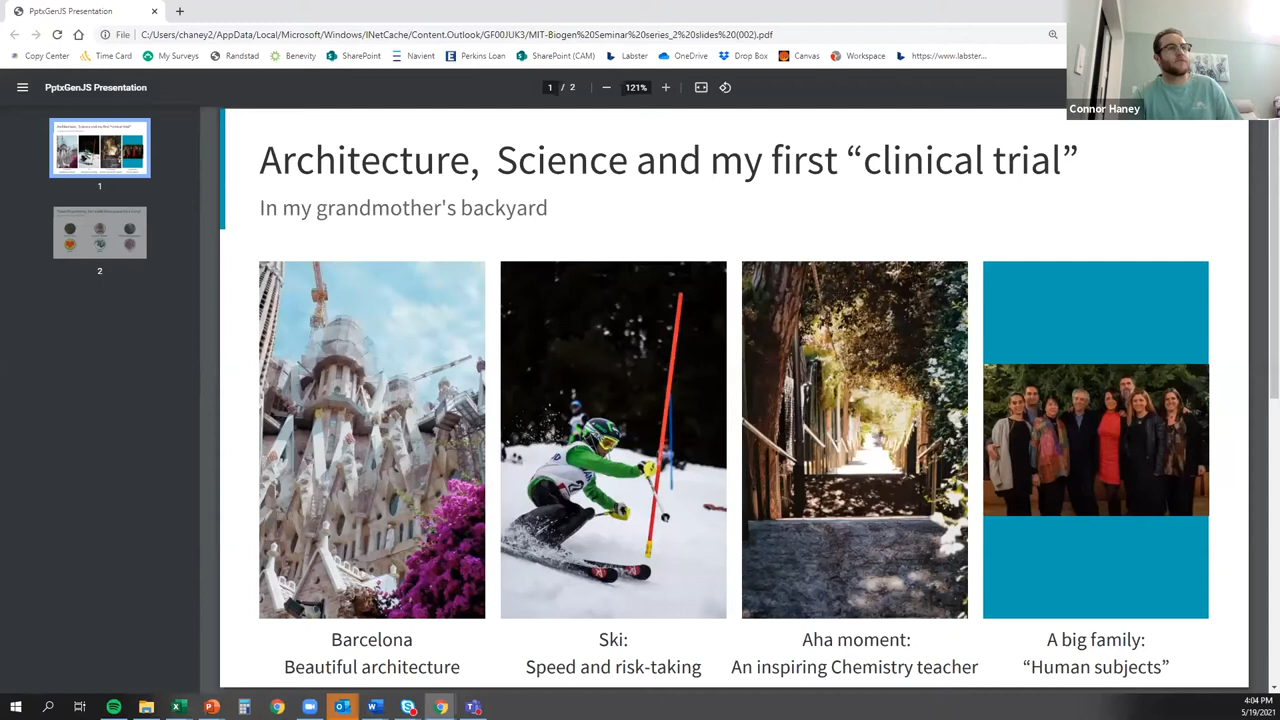 PptxGenJS Presentation
File C:/Users/chaney2/AppData/Local/Microsoft/Windows/INetCache/Content.Outlook/GF00JUK3/MIT-Biogen%20Seminar%20series_2%20slides%20(002).pdf
Copy Center Time Card My Surveys Randstad Benevity SharePoint Navient Perkins Loan SharePoint (CAM) Labster OneDrive Drop Box Canvas Workspace https://www.labster...
PptxGenJS Presentation 1 / 2 121%
Connor Haney
1
2
Architecture, Science and my first “clinical trial”
In my grandmother's backyard
Barcelona
Beautiful architecture
Ski:
Speed and risk-taking
Aha moment:
An inspiring Chemistry teacher
A big family:
“Human subjects”
4:04 PM
5/19/2021